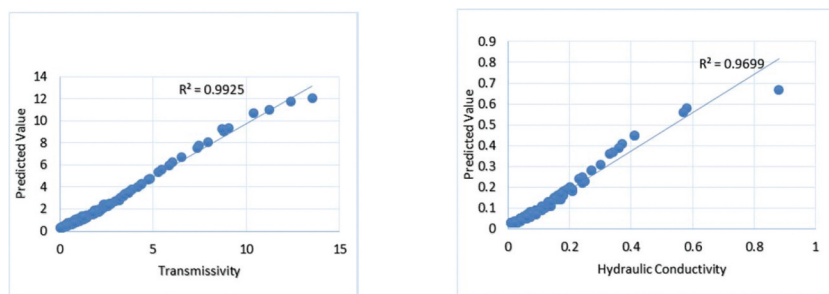 14
12
10
8
6
4
2
0
R² = 0.9925
0 5 10 15
Predicted Value
Transmissivity
0.9
0.8
0.7
0.6
0.5
0.4
0.3
0.2
0.1
0
R² = 0.9699
0 0.2 0.4 0.6 0.8 1
Predicted Value
Hydraulic Conductivity